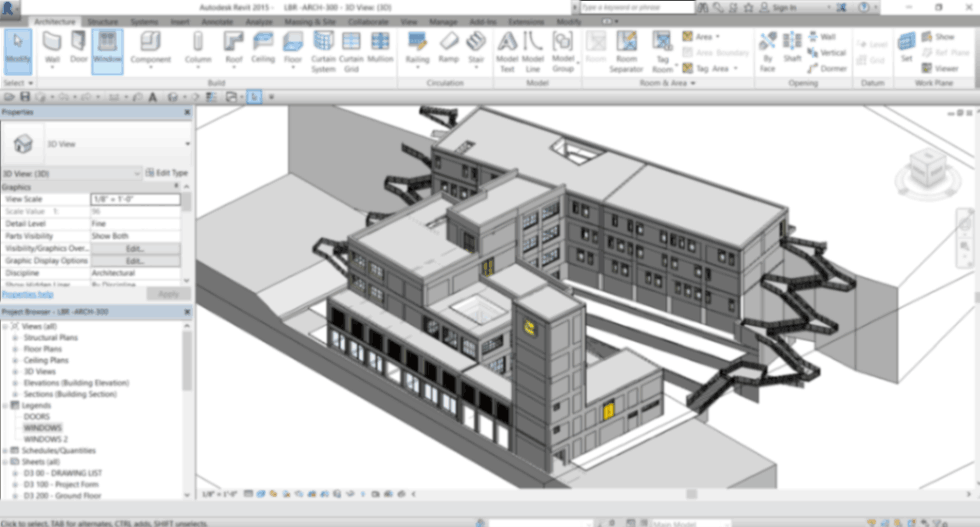 Autodesk Revit 2015 - LBR -ARCH-300 - 3D View: {3D}
Type a keyword or phrase
Sign In
Architecture Structure Systems Insert Annotate Analyze Massing & Site Collaborate View Manage Add-Ins Extensions Modify
Modify Wall Door Window Component Column Roof Ceiling Floor Curtain System Curtain Grid Mullion Railing Ramp Stair Model Text Model Line Model Group Room Room Separator Tag Room By Face Shaft Set
Area
Area Boundary
Tag Area
Wall
Vertical
Dormer
Level
Grid
Show
Ref Plane
Viewer
Select Build Circulation Model Room & Area Opening Datum Work Plane
Properties
3D View
3D View: {3D} Edit Type
Graphics
View Scale 1/8" = 1'-0"
Scale Value 1: 96
Detail Level Fine
Parts Visibility Show Both
Visibility/Graphics Over... Edit...
Graphic Display Options Edit...
Discipline Architectural
Show Hidden Lines By Discipline
Properties help Apply
Project Browser - LBR -ARCH-300
Views (all)
Structural Plans
Floor Plans
Ceiling Plans
3D Views
Elevations (Building Elevation)
Sections (Building Section)
Legends
DOORS
WINDOWS
WINDOWS 2
Schedules/Quantities
Sheets (all)
D3 00 - DRAWING LIST
D3 100 - Project Form
D3 200 - Ground Floor
1/8" = 1'-0"
Click to select, TAB for alternates, CTRL adds, SHIFT unselects.
Main Model